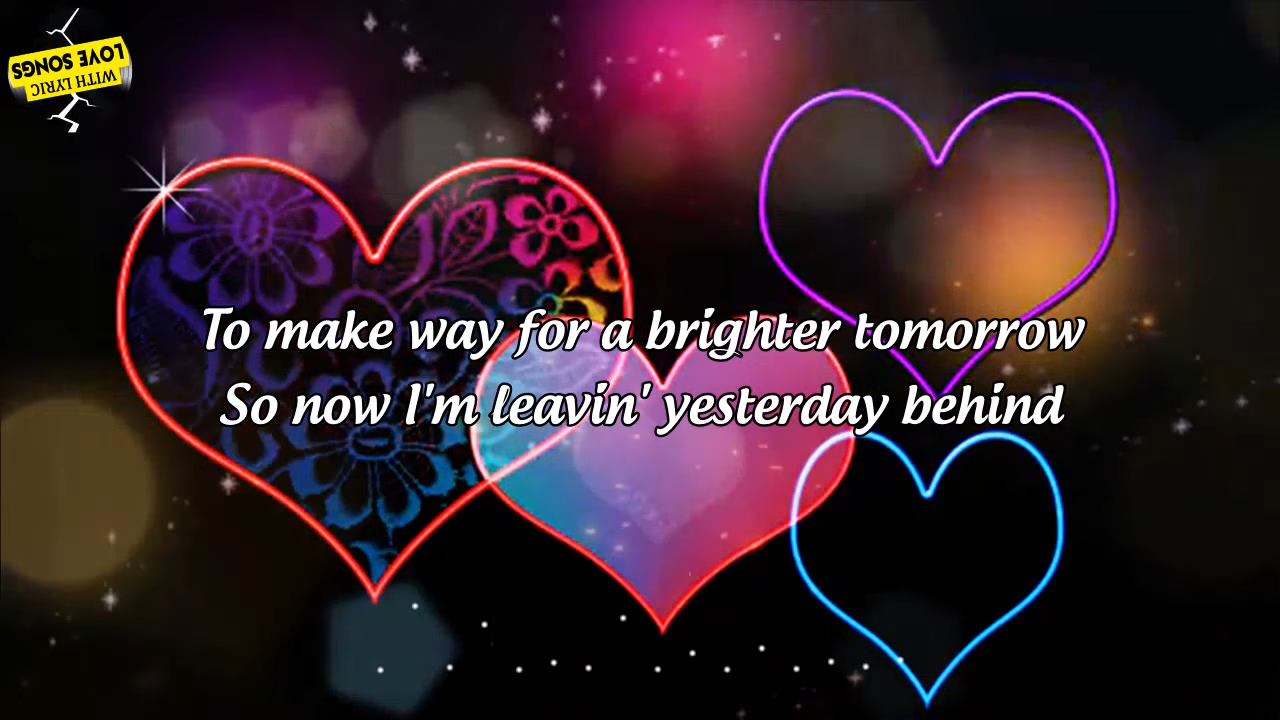 LOVE SONGS
WITH LYRIC
To make way for a brighter tomorrow
So now I'm leavin' yesterday behind